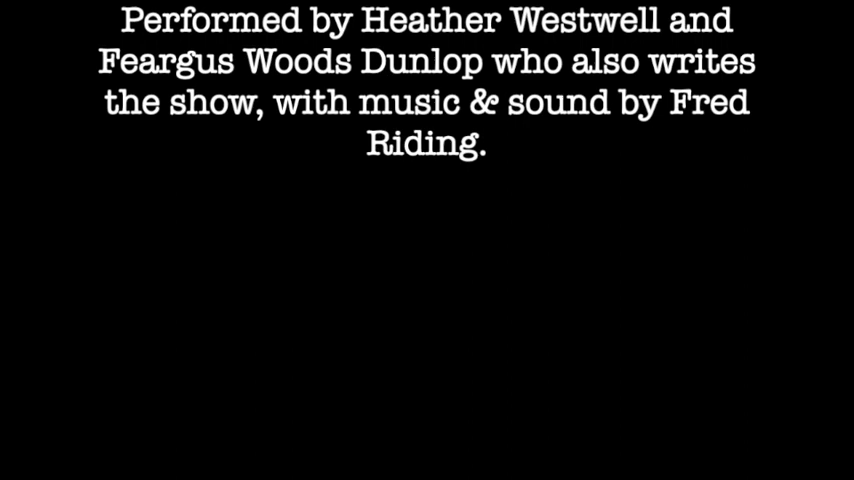 Performed by Heather Westwell and
Feargus Woods Dunlop who also writes
the show, with music & sound by Fred
Riding.